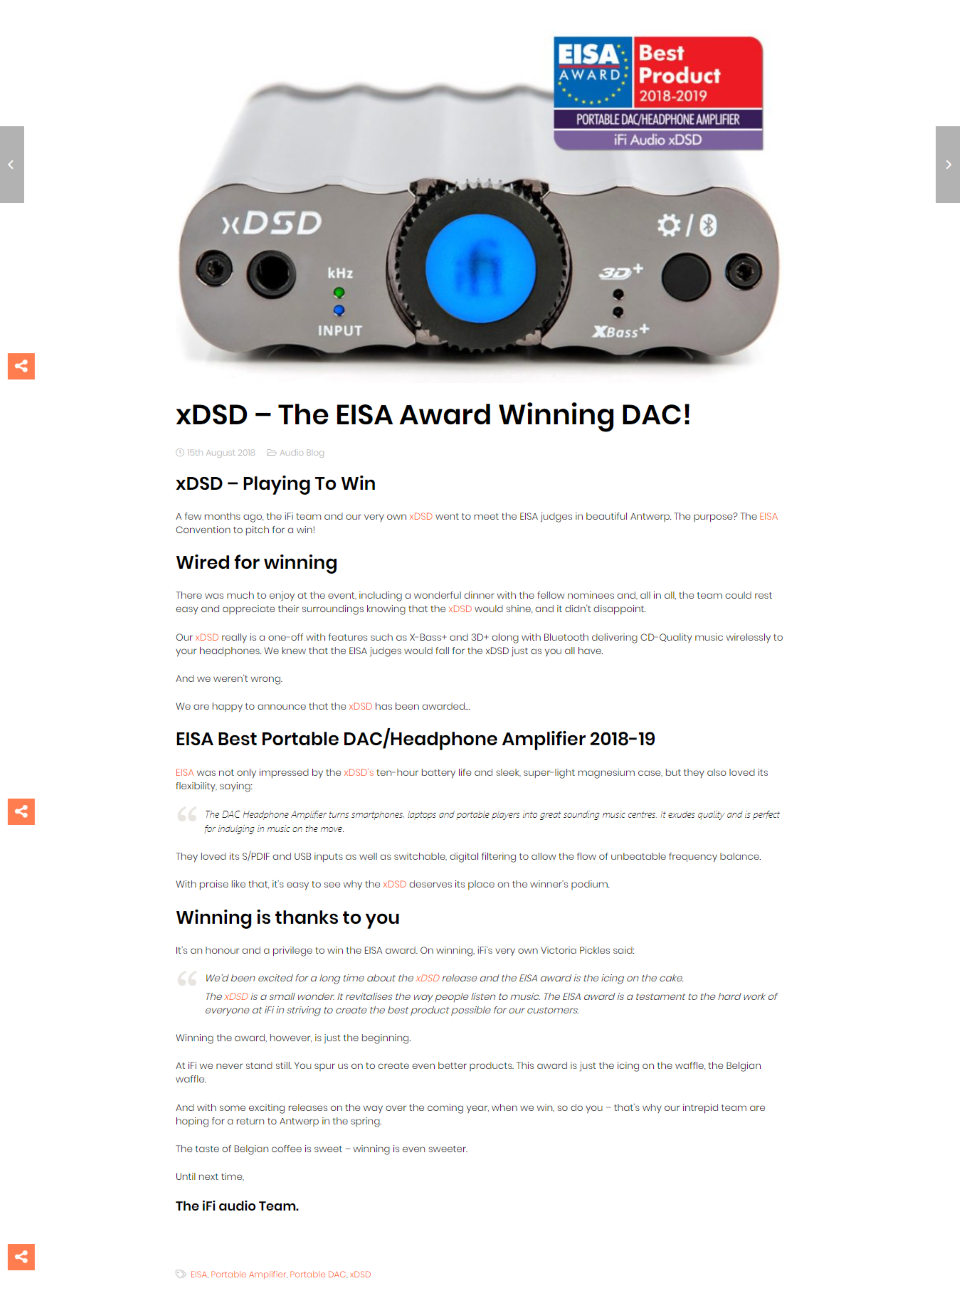 EISA
AWARD
Best
Product
2018-2019
PORTABLE DAC/HEADPHONE AMPLIFIER
iFi Audio xDSD
xDSD
/
kHz
INPUT
ifi
3D+
XBass+
xDSD – The EISA Award Winning DAC!
15th August 2018 Audio Blog
xDSD – Playing To Win
A few months ago, the iFi team and our very own xDSD went to meet the EISA judges in beautiful Antwerp. The purpose? The EISA
Convention to pitch for a win!
Wired for winning
There was much to enjoy at the event, including a wonderful dinner with the fellow nominees and, all in all, the team could rest
easy and appreciate their surroundings knowing that the xDSD would shine, and it didn't disappoint.
Our xDSD really is a one-off with features such as X-Bass+ and 3D+ along with Bluetooth delivering CD-Quality music wirelessly to
your headphones. We knew that the EISA judges would fall for the xDSD just as you all have.
And we weren't wrong.
We are happy to announce that the xDSD has been awarded…
EISA Best Portable DAC/Headphone Amplifier 2018-19
EISA was not only impressed by the xDSD's ten-hour battery life and sleek, super-light magnesium case, but they also loved its
flexibility, saying:
The DAC Headphone Amplifier turns smartphones, laptops and portable players into great sounding music centres. It exudes quality and is perfect
for indulging in music on the move.
They loved its S/PDIF and USB inputs as well as switchable, digital filtering to allow the flow of unbeatable frequency balance.
With praise like that, it's easy to see why the xDSD deserves its place on the winner's podium.
Winning is thanks to you
It's an honour and a privilege to win the EISA award. On winning, iFi's very own Victoria Pickles said:
We'd been excited for a long time about the xDSD release and the EISA award is the icing on the cake.
The xDSD is a small wonder. It revitalises the way people listen to music. The EISA award is a testament to the hard work of
everyone at iFi in striving to create the best product possible for our customers.
Winning the award, however, is just the beginning.
At iFi we never stand still. You spur us on to create even better products. This award is just the icing on the waffle, the Belgian
waffle.
And with some exciting releases on the way over the coming year, when we win, so do you – that's why our intrepid team are
hoping for a return to Antwerp in the spring.
The taste of Belgian coffee is sweet – winning is even sweeter.
Until next time,
The iFi audio Team.
EISA, Portable Amplifier, Portable DAC, xDSD